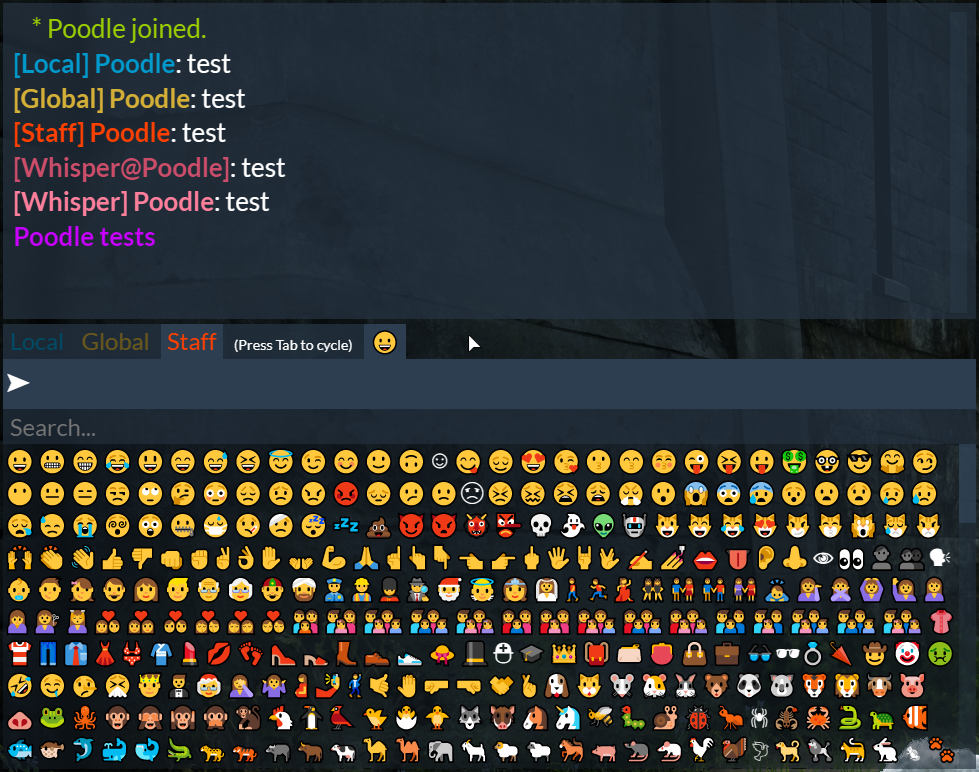 * Poodle joined.
[Local] Poodle: test
[Global] Poodle: test
[Staff] Poodle: test
[Whisper@Poodle]: test
[Whisper] Poodle: test
Poodle tests
Local Global Staff (Press Tab to cycle)
Search...